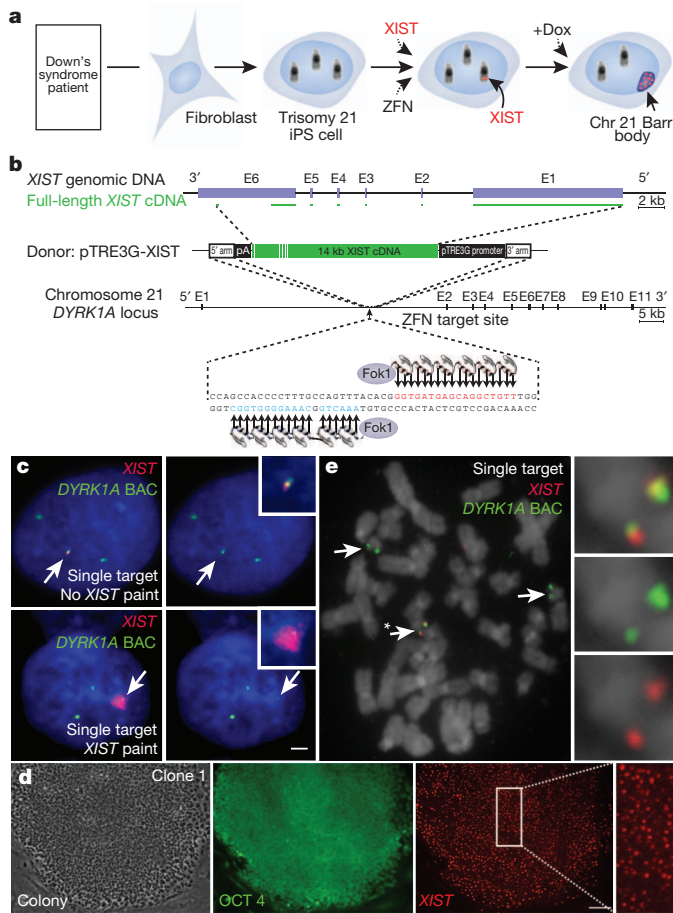 a
Down's
syndrome
patient
Fibroblast
Trisomy 21
iPS cell
XIST
ZFN
XIST
+Dox
Chr 21 Barr
body
b
XIST genomic DNA
3′ E6 E5 E4 E3 E2 E1 5′
Full-length XIST cDNA
2 kb
Donor: pTRE3G-XIST
5′ arm pA 14 kb XIST cDNA pTRE3G promoter 3′ arm
Chromosome 21
DYRK1A locus
5′ E1 E2 E3 E4 E5 E6 E7 E8 E9 E10 E11 3′
ZFN target site
5 kb
Fok1
CCAGCCACCCCTTTGCCAGTTTACACGGGTGATGAGCAGGCTGTTTGG
GGTCGGTGGGGAAACGGTCAAATGTGCCCACTACTCGTCCGACAAACC
Fok1
c
XIST
DYRK1A BAC
Single target
No XIST paint
XIST
DYRK1A BAC
Single target
XIST paint
e
Single target
XIST
DYRK1A BAC
*
d
Clone 1
Colony
OCT 4
XIST